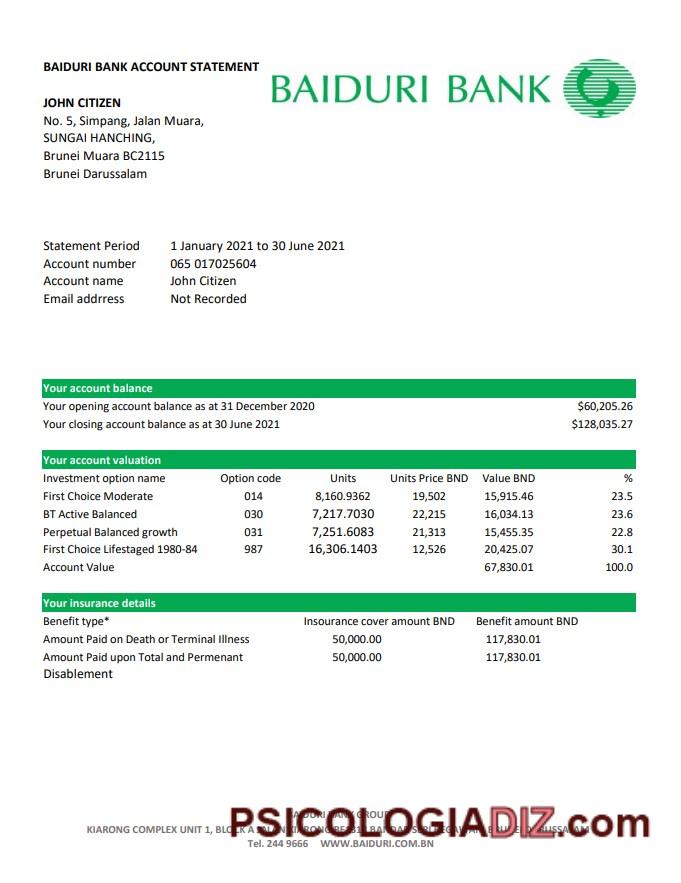 BAIDURI BANK ACCOUNT STATEMENT
BAIDURI BANK
JOHN CITIZEN
No. 5, Simpang, Jalan Muara,
SUNGAI HANCHING,
Brunei Muara BC2115
Brunei Darussalam
Statement Period 1 January 2021 to 30 June 2021
Account number 065 017025604
Account name John Citizen
Email addrress Not Recorded
Your account balance
Your opening account balance as at 31 December 2020 $60,205.26
Your closing account balance as at 30 June 2021 $128,035.27
Your account valuation
Investment option name Option code Units Units Price BND Value BND %
First Choice Moderate 014 8,160.9362 19,502 15,915.46 23.5
BT Active Balanced 030 7,217.7030 22,215 16,034.13 23.6
Perpetual Balanced growth 031 7,251.6083 21,313 15,455.35 22.8
First Choice Lifestaged 1980-84 987 16,306.1403 12,526 20,425.07 30.1
Account Value 67,830.01 100.0
Your insurance details
Benefit type* Insourance cover amount BND Benefit amount BND
Amount Paid on Death or Terminal Illness 50,000.00 117,830.01
Amount Paid upon Total and Permenant 50,000.00 117,830.01
Disablement
BAIDURI BANK GROUP
PSICOLOGIADIZ.com
KIARONG COMPLEX UNIT 1, BLOCK A
Tel. 244 9666 WWW.BAIDURI.COM.BN